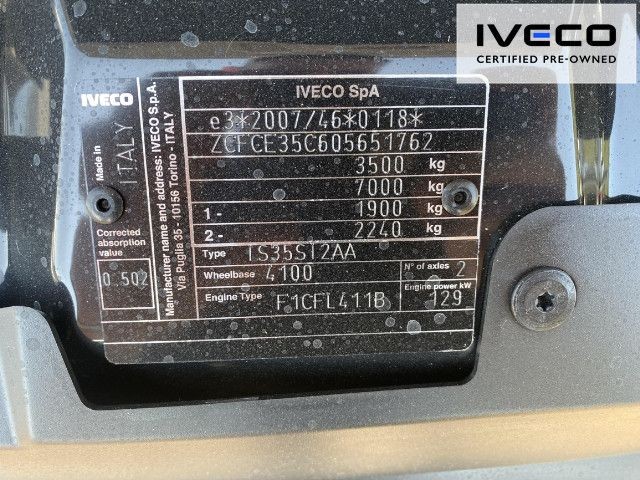 IVECO
CERTIFIED PRE-OWNED
IVECO
IVECO SpA
Made in
ITALY
Manufacturer name and address: IVECO S.p.A.
Via Puglia 35 - 10156 Torino - ITALY
e3*2007/46*0118*
ZCFCE35C605651762
3500 kg
7000 kg
1- 1900 kg
2- 2240 kg
Corrected
absorption
value
0.502
Type IS35SI2AA
Wheelbase 4100
N° of axles 2
Engine Type F1CFL411B
Engine power kW
129